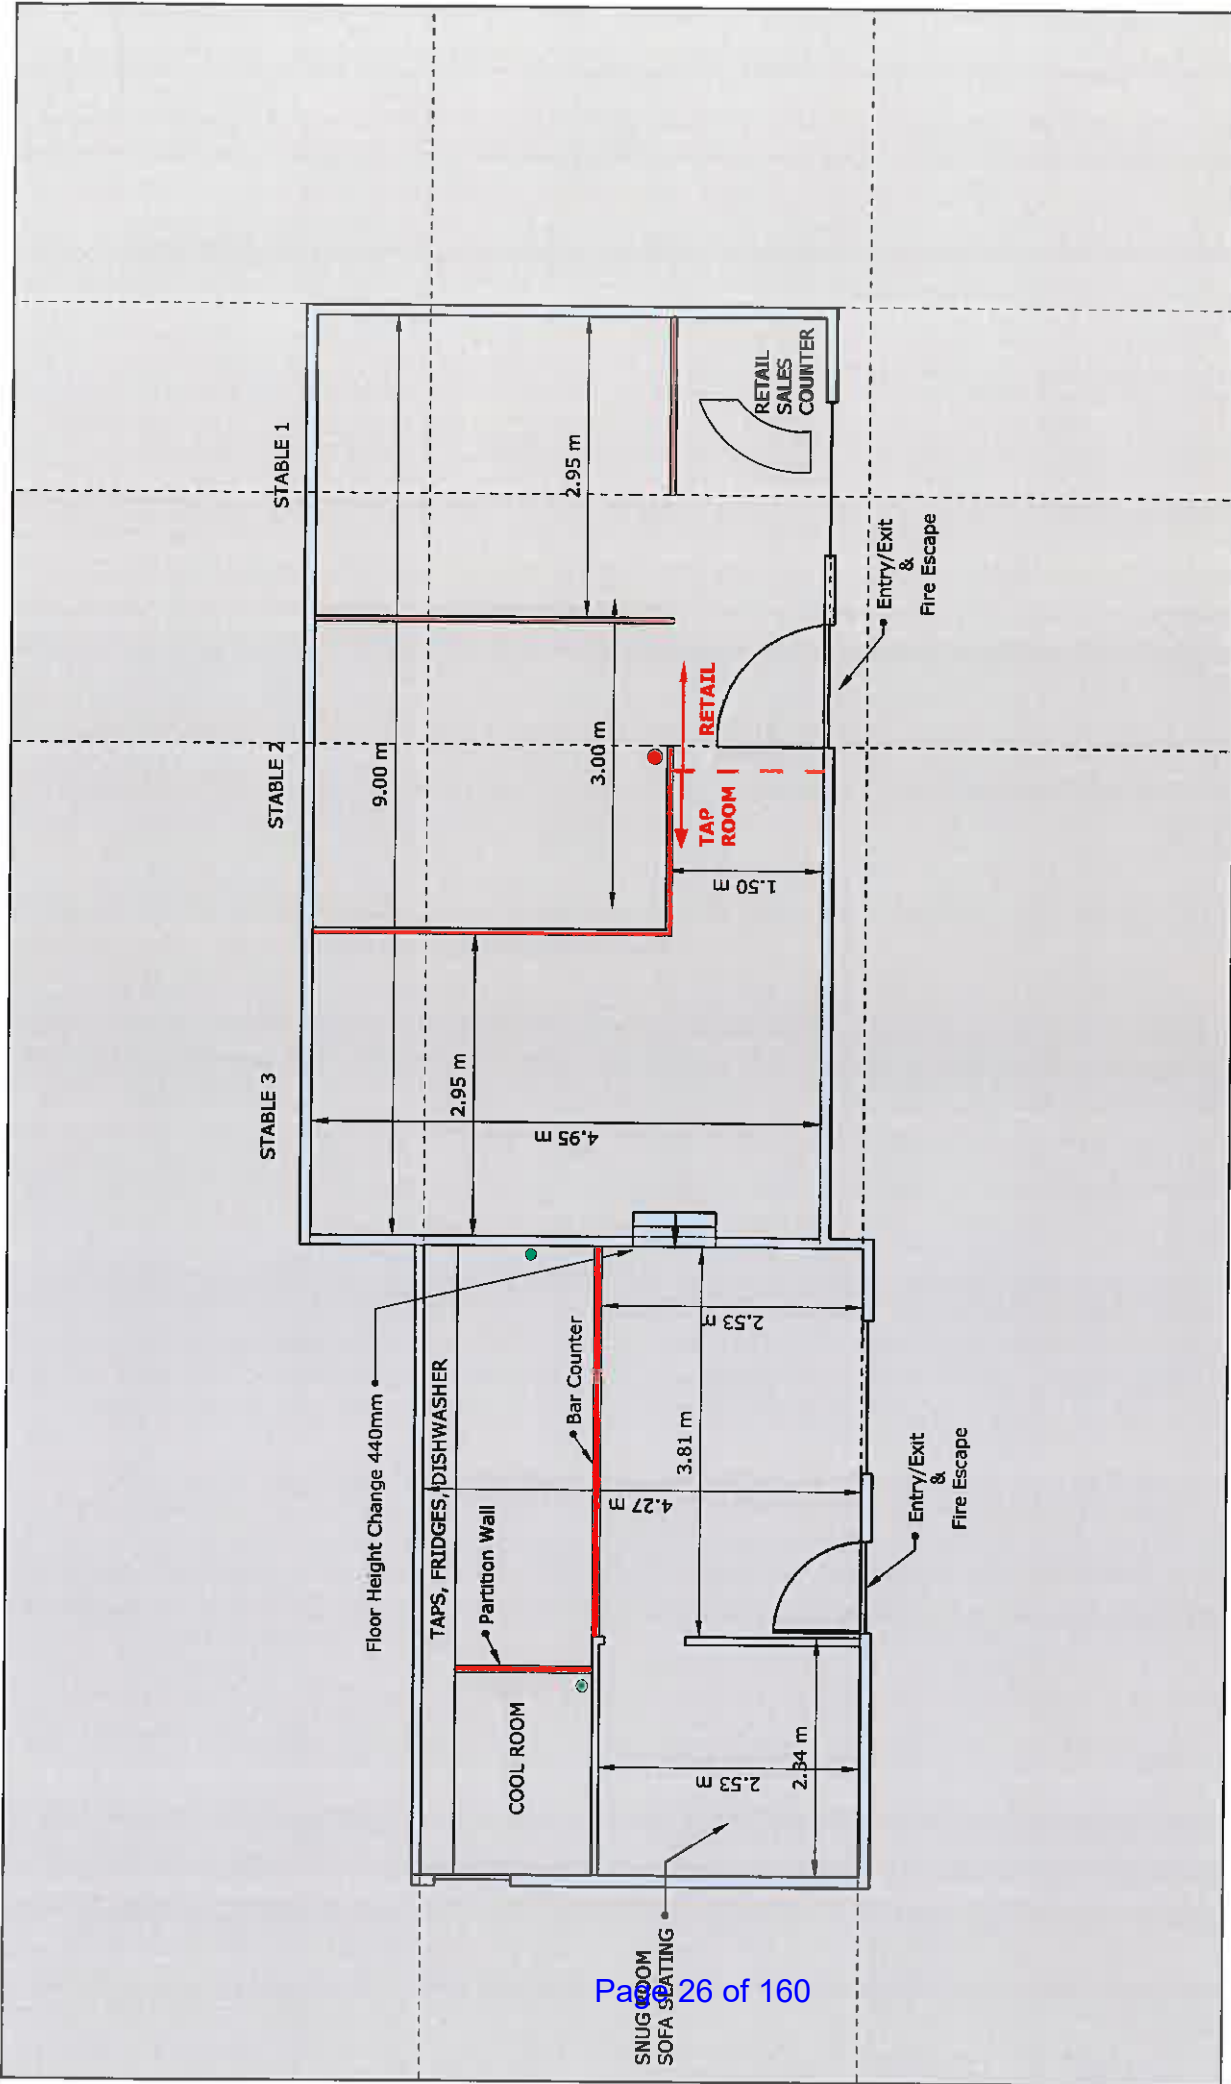 STABLE 3
STABLE 2
STABLE 1
9.00 m
2.95 m
3.00 m
2.95 m
4.95 m
1.50 m
TAP
ROOM
RETAIL
RETAIL
SALES
COUNTER
Entry/Exit
&
Fire Escape
Floor Height Change 440mm
TAPS, FRIDGES, DISHWASHER
Partition Wall
Bar Counter
COOL ROOM
2.53 m
3.81 m
4.27 m
2.53 m
2.34 m
Entry/Exit
&
Fire Escape
SNUG ROOM
SOFA SEATING
Page 26 of 160